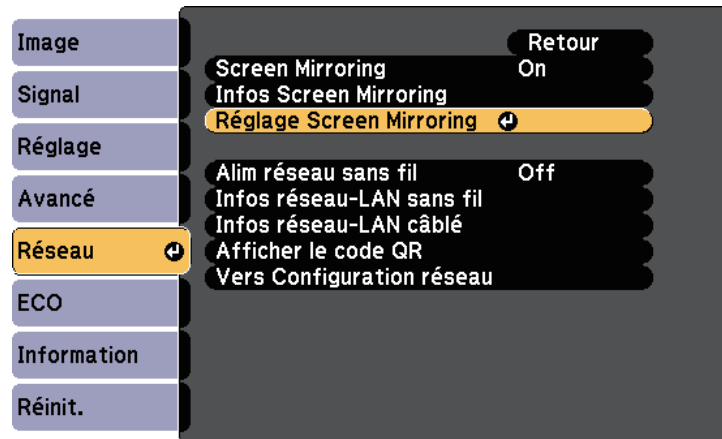 Image
Signal
Réglage
Avancé
Réseau
ECO
Information
Réinit.
Retour
Screen Mirroring On
Infos Screen Mirroring
Réglage Screen Mirroring
Alim réseau sans fil Off
Infos réseau-LAN sans fil
Infos réseau-LAN câblé
Afficher le code QR
Vers Configuration réseau